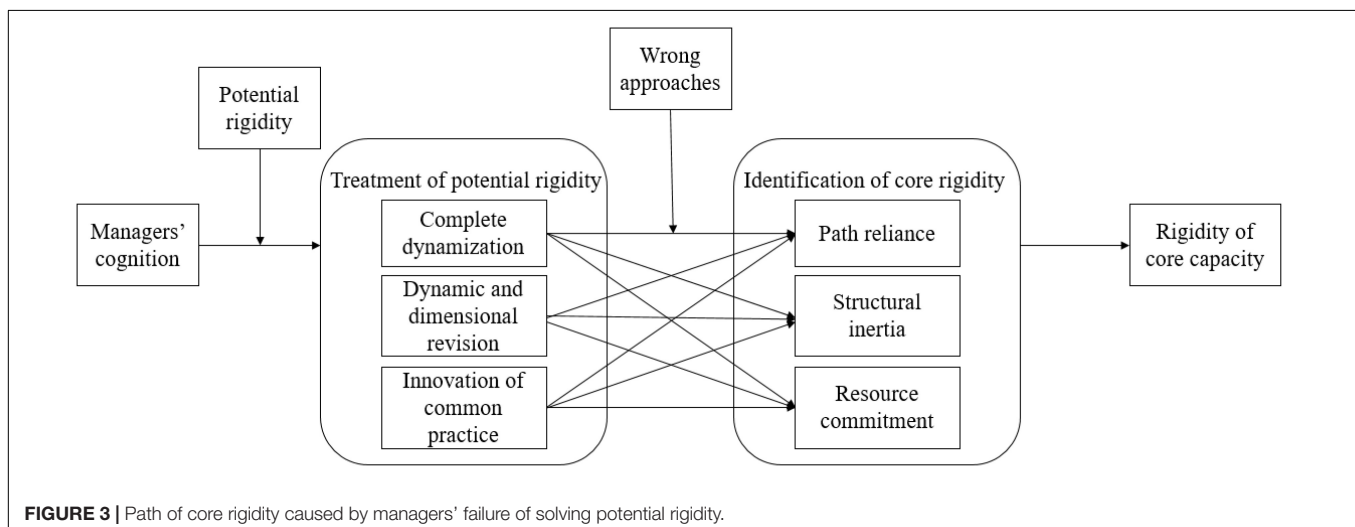 Wrong
approaches
Potential
rigidity
Treatment of potential rigidity
Identification of core rigidity
Managers’
cognition
Complete
dynamization
Dynamic and
dimensional
revision
Innovation of
common
practice
Path reliance
Structural
inertia
Resource
commitment
Rigidity of
core capacity
FIGURE 3 | Path of core rigidity caused by managers’ failure of solving potential rigidity.